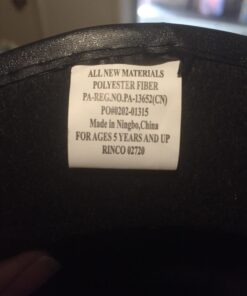 ALL NEW MATERIALS
POLYESTER FIBER
PA-REG.NO.PA-13652(CN)
PO#0202-01315
Made in Ningbo,China
FOR AGES 5 YEARS AND UP
RINCO 02720